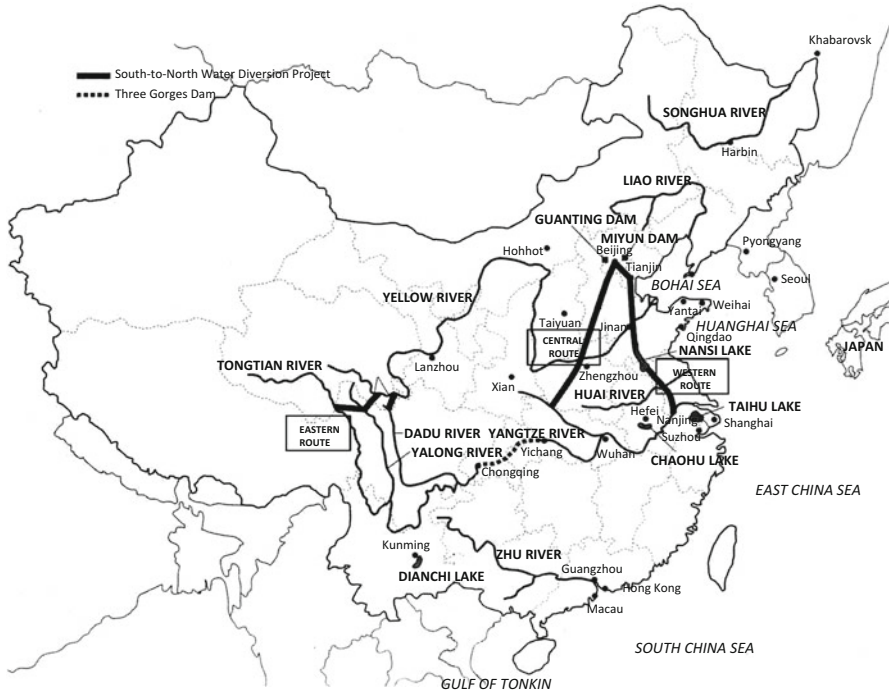 Khabarovsk
South-to-North Water Diversion Project
Three Gorges Dam
SONGHUA RIVER
Harbin
LIAO RIVER
GUANTING DAM
MIYUN DAM
Beijing
Hohhot
Tianjin
Pyongyang
Seoul
BOHAI SEA
YELLOW RIVER
Yantai
Weihai
Taiyuan
Jinan
HUANGHAI SEA
Qingdao
CENTRAL
ROUTE
JAPAN
NANSI LAKE
Lanzhou
TONGTIAN RIVER
Zhengzhou
WESTERN
ROUTE
Xian
HUAI RIVER
TAIHU LAKE
Hefei
Nanjing
Shanghai
EASTERN
ROUTE
DADU RIVER
YANGTZE RIVER
Suzhou
YALONG RIVER
Yichang
Wuhan
CHAOHU LAKE
Chongqing
EAST CHINA SEA
Kunming
ZHU RIVER
DIANCHI LAKE
Guangzhou
Hong Kong
Macau
SOUTH CHINA SEA
GULF OF TONKIN